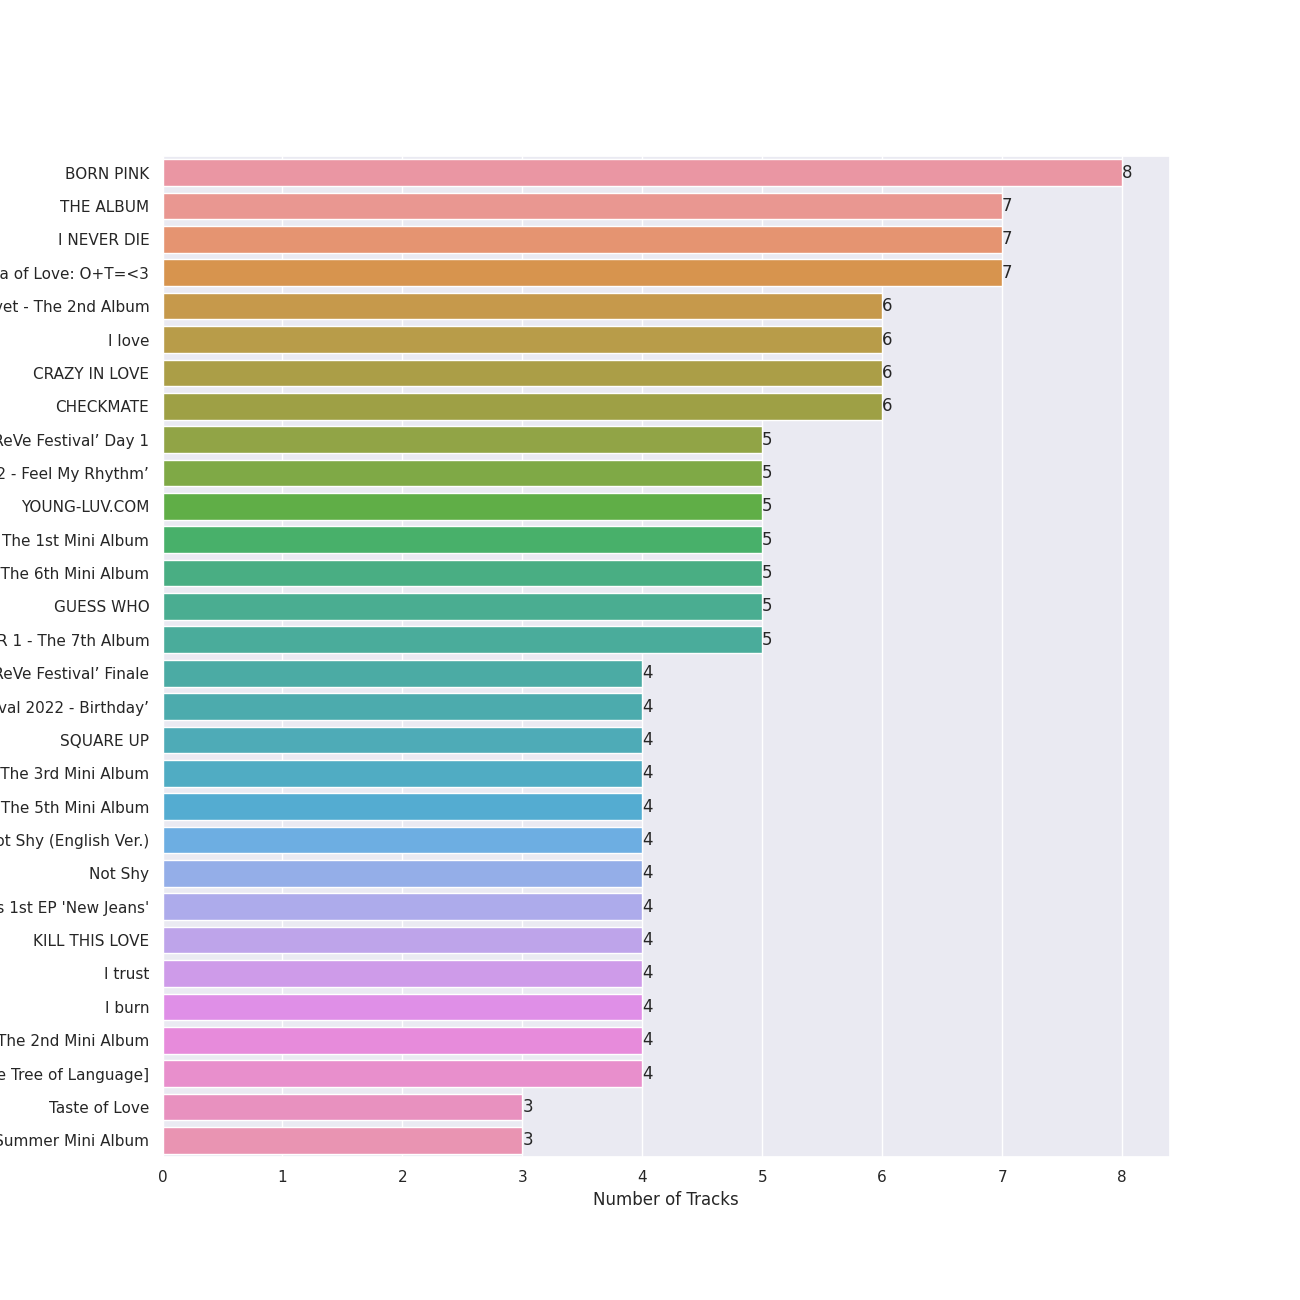 BORN PINK 8
THE ALBUM 7
I NEVER DIE 7
a of Love: O+T=<3 7
vet - The 2nd Album 6
I love 6
CRAZY IN LOVE 6
CHECKMATE 6
ReVe Festival’ Day 1 5
2 - Feel My Rhythm’ 5
YOUNG-LUV.COM 5
The 1st Mini Album 5
The 6th Mini Album 5
GUESS WHO 5
R 1 - The 7th Album 5
ReVe Festival’ Finale 4
val 2022 - Birthday’ 4
SQUARE UP 4
The 3rd Mini Album 4
The 5th Mini Album 4
ot Shy (English Ver.) 4
Not Shy 4
s 1st EP 'New Jeans' 4
KILL THIS LOVE 4
I trust 4
I burn 4
The 2nd Mini Album 4
e Tree of Language] 4
Taste of Love 3
Summer Mini Album 3
0 1 2 3 4 5 6 7 8
Number of Tracks